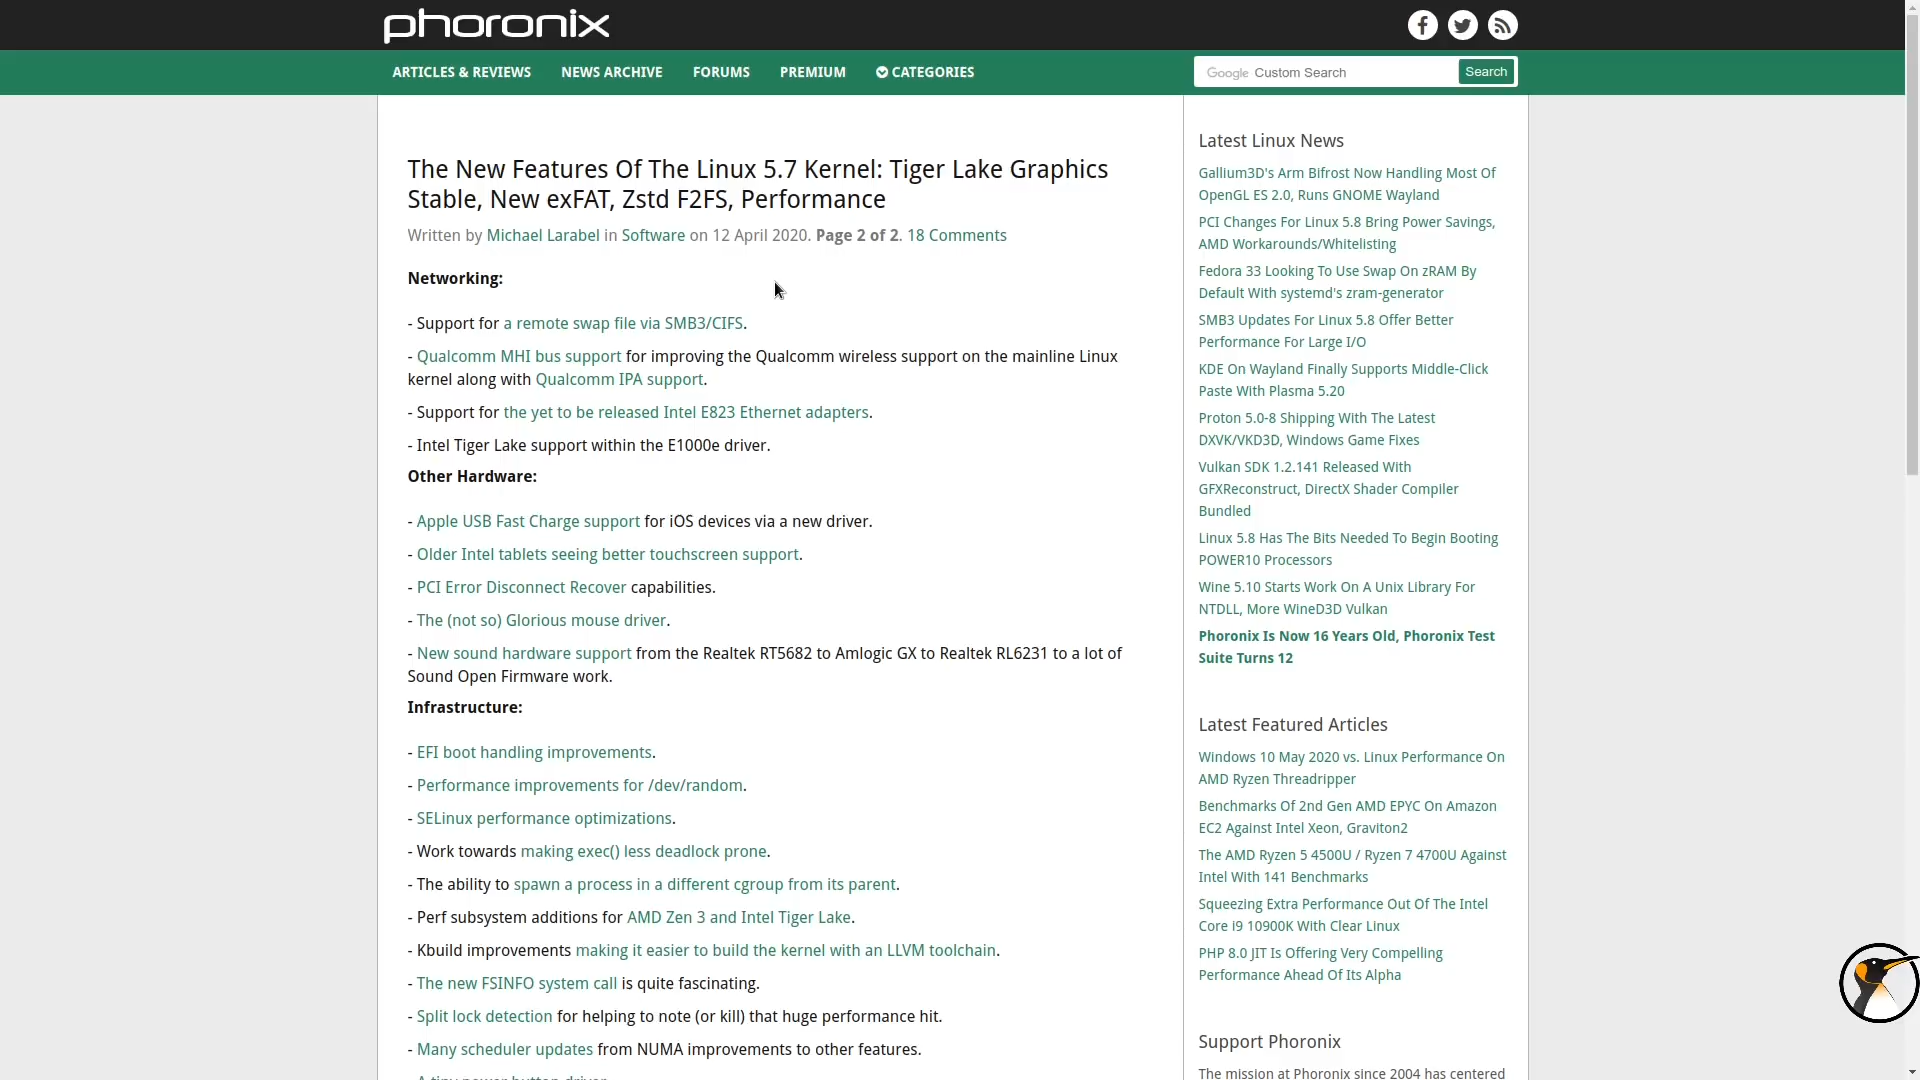 phoronix
ARTICLES & REVIEWS NEWS ARCHIVE FORUMS PREMIUM CATEGORIES
Google Custom Search Search
The New Features Of The Linux 5.7 Kernel: Tiger Lake Graphics
Stable, New exFAT, Zstd F2FS, Performance
Written by Michael Larabel in Software on 12 April 2020. Page 2 of 2. 18 Comments
Networking:
- Support for a remote swap file via SMB3/CIFS.
- Qualcomm MHI bus support for improving the Qualcomm wireless support on the mainline Linux
kernel along with Qualcomm IPA support.
- Support for the yet to be released Intel E823 Ethernet adapters.
- Intel Tiger Lake support within the E1000e driver.
Other Hardware:
- Apple USB Fast Charge support for iOS devices via a new driver.
- Older Intel tablets seeing better touchscreen support.
- PCI Error Disconnect Recover capabilities.
- The (not so) Glorious mouse driver.
- New sound hardware support from the Realtek RT5682 to Amlogic GX to Realtek RL6231 to a lot of
Sound Open Firmware work.
Infrastructure:
- EFI boot handling improvements.
- Performance improvements for /dev/random.
- SELinux performance optimizations.
- Work towards making exec() less deadlock prone.
- The ability to spawn a process in a different cgroup from its parent.
- Perf subsystem additions for AMD Zen 3 and Intel Tiger Lake.
- Kbuild improvements making it easier to build the kernel with an LLVM toolchain.
- The new FSINFO system call is quite fascinating.
- Split lock detection for helping to note (or kill) that huge performance hit.
- Many scheduler updates from NUMA improvements to other features.
- A tiny power button driver
Latest Linux News
Gallium3D's Arm Bifrost Now Handling Most Of
OpenGL ES 2.0, Runs GNOME Wayland
PCI Changes For Linux 5.8 Bring Power Savings,
AMD Workarounds/Whitelisting
Fedora 33 Looking To Use Swap On zRAM By
Default With systemd's zram-generator
SMB3 Updates For Linux 5.8 Offer Better
Performance For Large I/O
KDE On Wayland Finally Supports Middle-Click
Paste With Plasma 5.20
Proton 5.0-8 Shipping With The Latest
DXVK/VKD3D, Windows Game Fixes
Vulkan SDK 1.2.141 Released With
GFXReconstruct, DirectX Shader Compiler
Bundled
Linux 5.8 Has The Bits Needed To Begin Booting
POWER10 Processors
Wine 5.10 Starts Work On A Unix Library For
NTDLL, More WineD3D Vulkan
Phoronix Is Now 16 Years Old, Phoronix Test
Suite Turns 12
Latest Featured Articles
Windows 10 May 2020 vs. Linux Performance On
AMD Ryzen Threadripper
Benchmarks Of 2nd Gen AMD EPYC On Amazon
EC2 Against Intel Xeon, Graviton2
The AMD Ryzen 5 4500U / Ryzen 7 4700U Against
Intel With 141 Benchmarks
Squeezing Extra Performance Out Of The Intel
Core i9 10900K With Clear Linux
PHP 8.0 JIT Is Offering Very Compelling
Performance Ahead Of Its Alpha
Support Phoronix
The mission at Phoronix since 2004 has centered